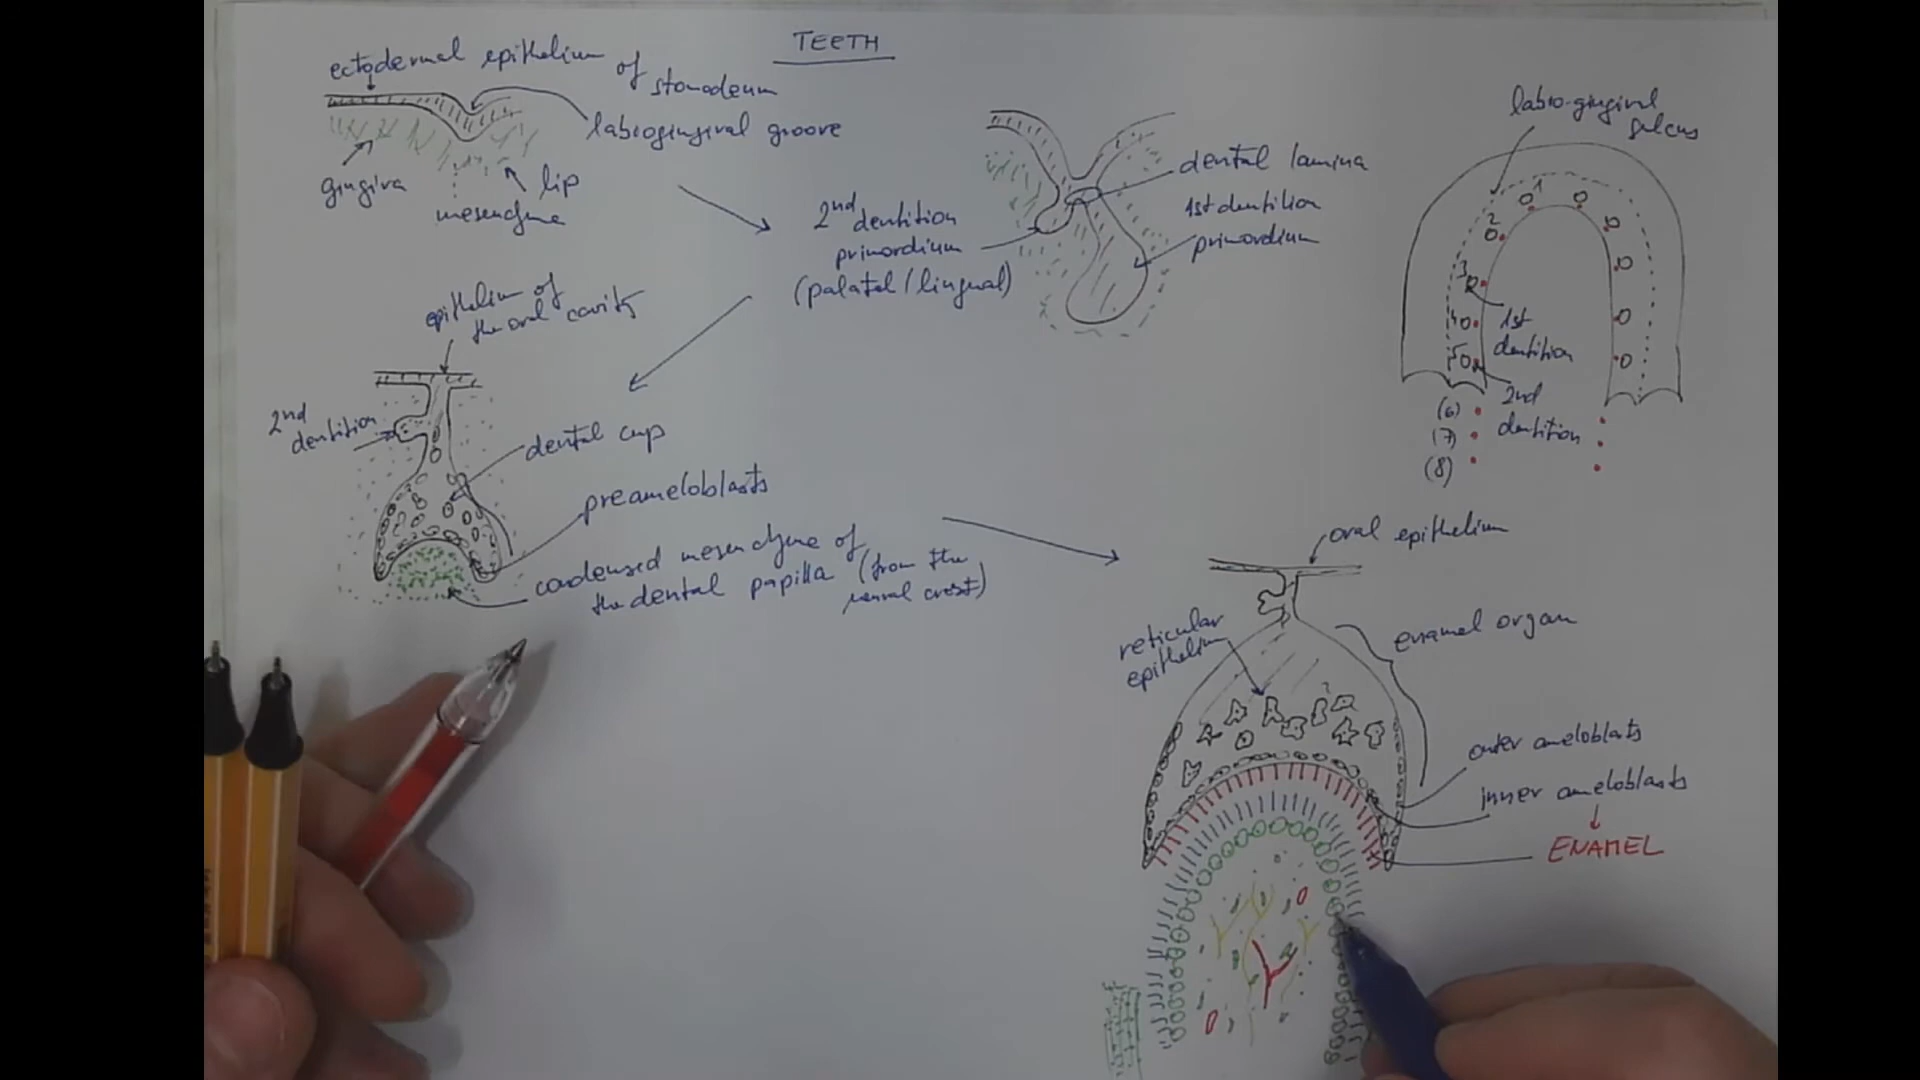 TEETH
ectodermal epithelium of
stomodeum
labiogingival groove
gingiva
lip
mesenchyme
2nd dentition
primordium
(palatal/lingual)
dental lamina
1st dentition
primordium
labio-gingival
sulcus
1
2
3
4
5
1st
dentition
(6)
(7)
(8)
2nd
dentition
epithelium of
the oral cavity
2nd
dentition
dental cup
preameloblasts
condensed mesenchyme of
the dental papilla (from the
neural crest)
oral epithelium
reticular
epithelium
enamel organ
outer ameloblasts
inner ameloblasts
ENAMEL